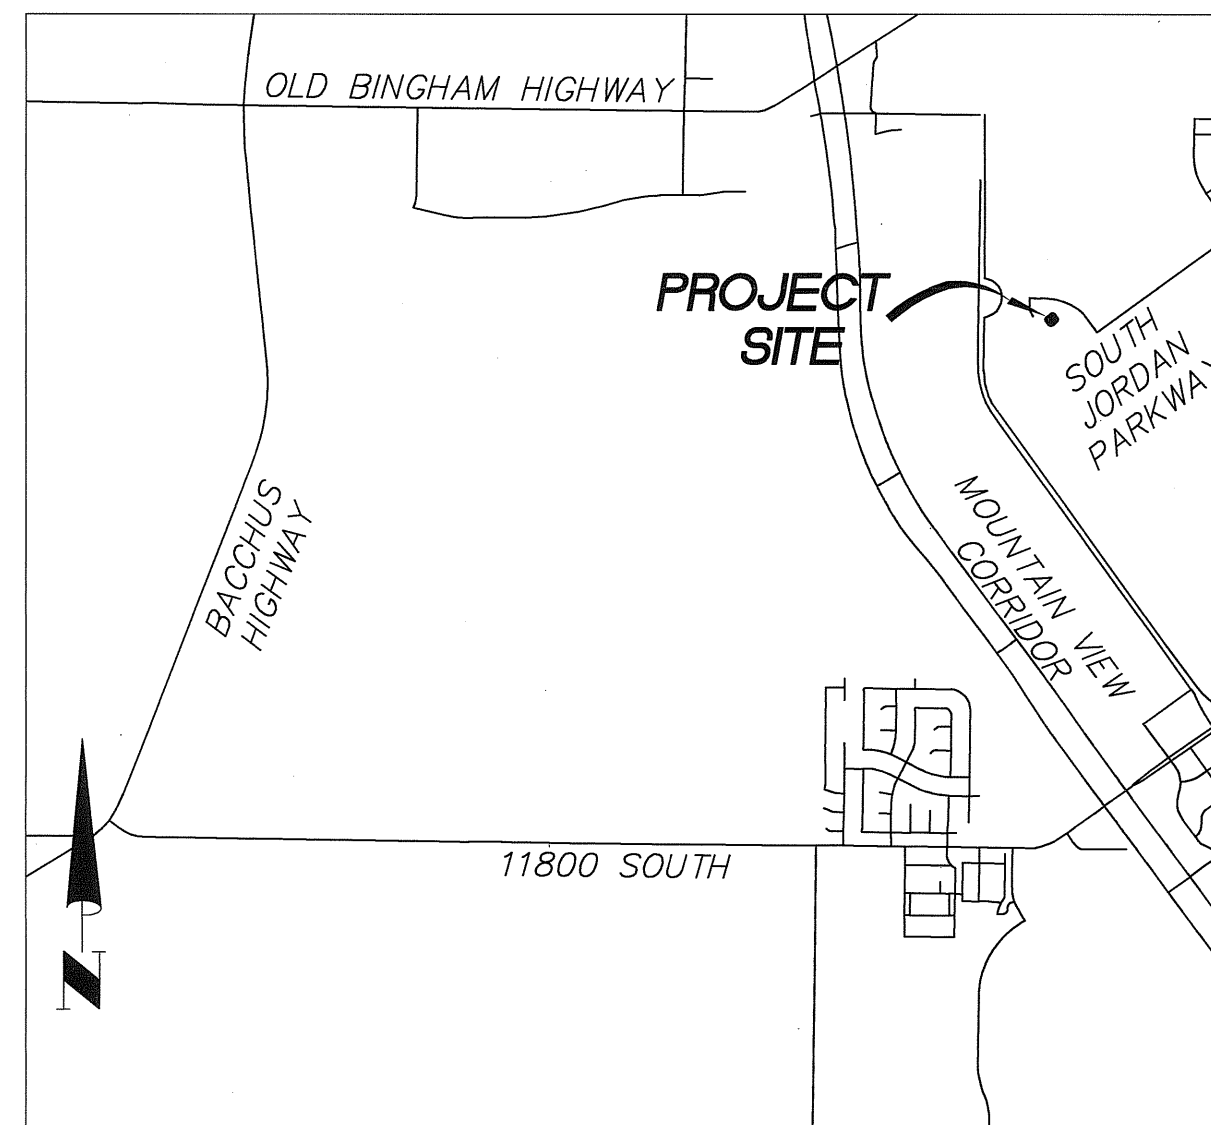 OLD BINGHAM HIGHWAY
PROJECT
SITE
SOUTH
JORDAN
PARKWAY
MOUNTAIN VIEW
CORRIDOR
BACCHUS
HIGHWAY
11800 SOUTH
N